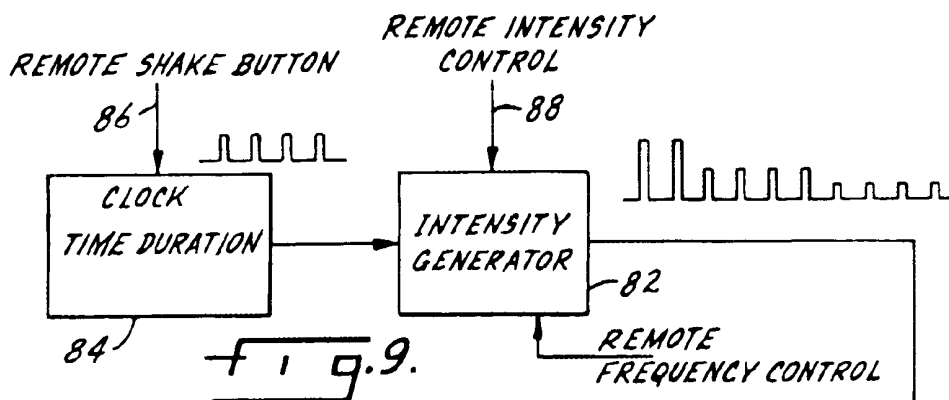 REMOTE SHAKE BUTTON
86
REMOTE INTENSITY
CONTROL
88
CLOCK
TIME DURATION
84
INTENSITY
GENERATOR
82
REMOTE
FREQUENCY CONTROL
fig.9.